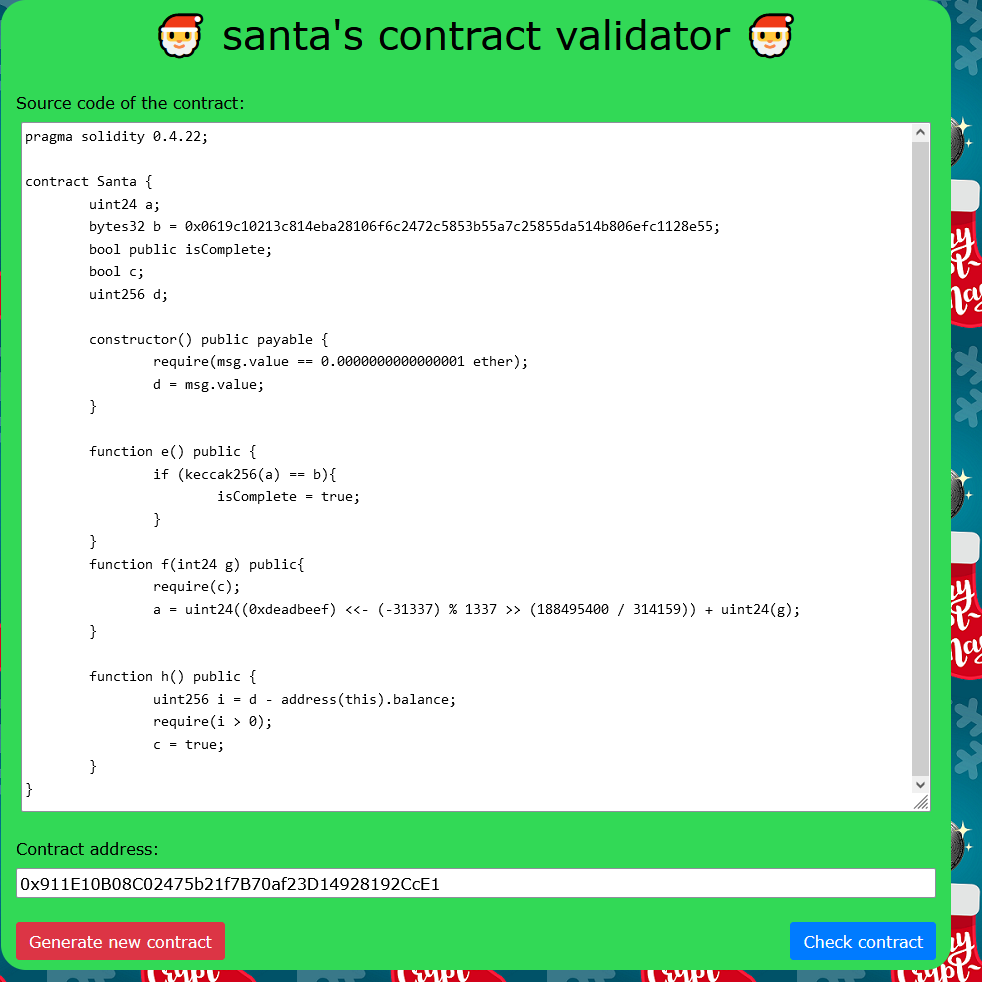 santa's contract validator
Source code of the contract:
pragma solidity 0.4.22;
contract Santa {
uint24 a;
bytes32 b = 0x0619c10213c814eba28106f6c2472c5853b55a7c25855da514b806efc1128e55;
bool public isComplete;
bool c;
uint256 d;
constructor() public payable {
require(msg.value == 0.0000000000000001 ether);
d = msg.value;
}
function e() public {
if (keccak256(a) == b){
isComplete = true;
}
}
function f(int24 g) public{
require(c);
a = uint24((0xdeadbeef) <<- (-31337) % 1337 >> (188495400 / 314159)) + uint24(g);
}
function h() public {
uint256 i = d - address(this).balance;
require(i > 0);
c = true;
}
}
Contract address:
0x911E10B08C02475b21f7B70af23D14928192CcE1
Generate new contract
Check contract